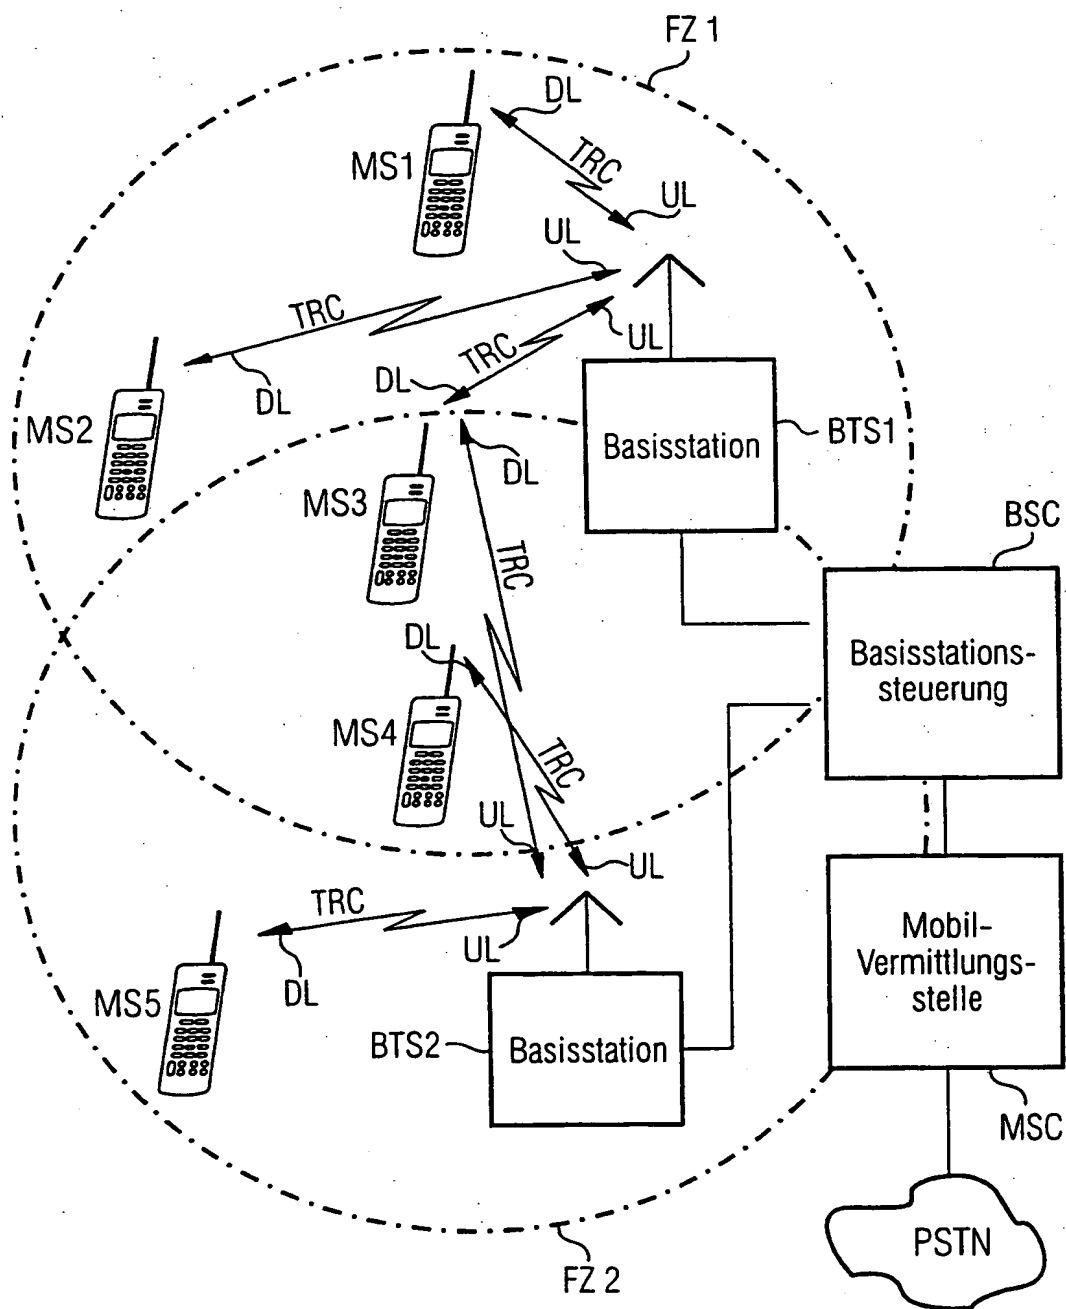 FZ 1
DL
MS1
TRC
UL
UL
TRC
DL
UL
TRC
DL
MS2
BTS1
Basisstation
DL
MS3
TRC
BSC
Basisstations-
steuerung
DL
MS4
TRC
UL
UL
TRC
DL
UL
MS5
BTS2
Basisstation
Mobil-
Vermittlungs-
stelle
MSC
PSTN
FZ 2